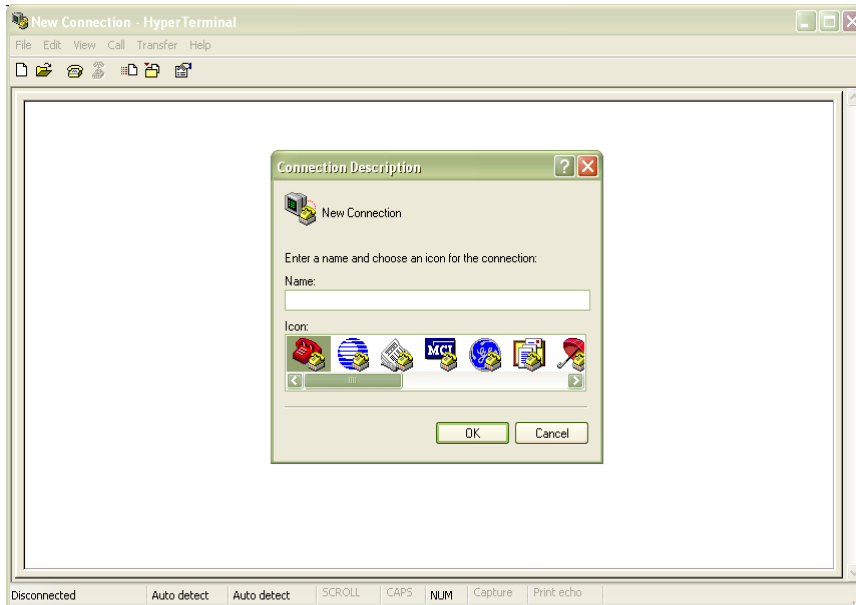 New Connection - HyperTerminal
File Edit View Call Transfer Help
Connection Description
New Connection
Enter a name and choose an icon for the connection:
Name:
Icon:
MCI
OK Cancel
Disconnected Auto detect Auto detect SCROLL CAPS NUM Capture Print echo